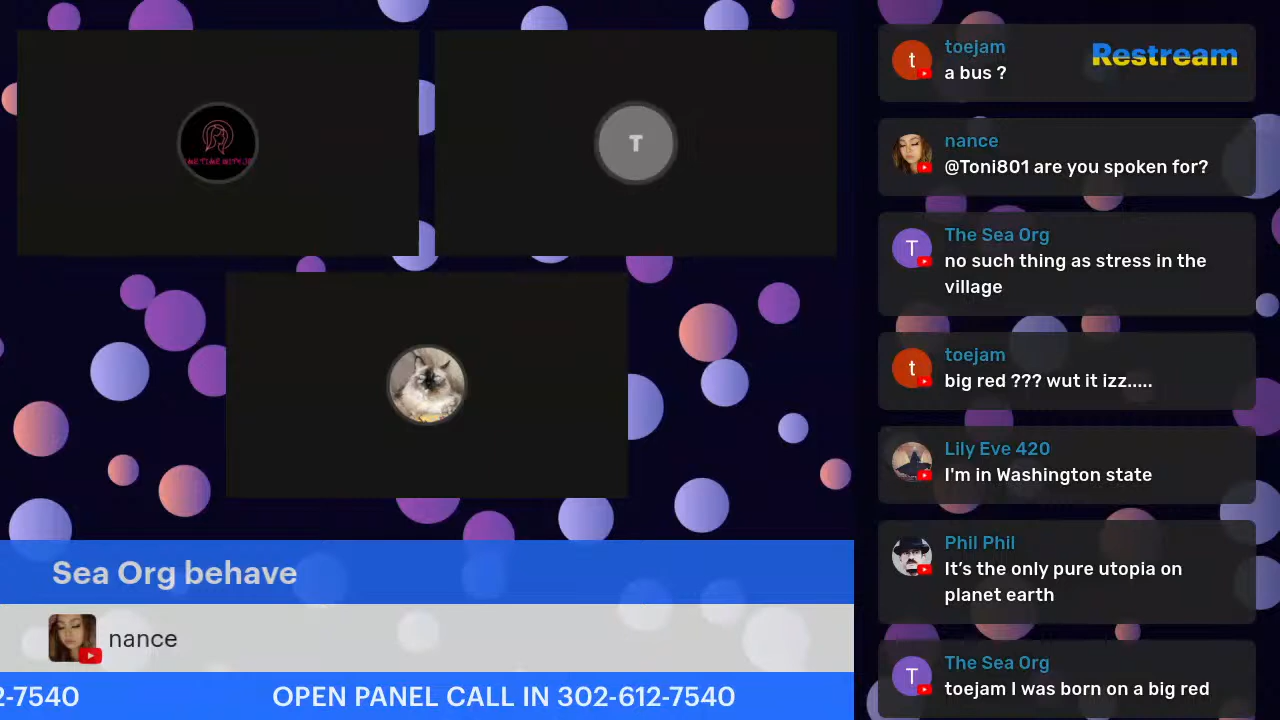 T
Sea Org behave
nance
2-7540
OPEN PANEL CALL IN 302-612-7540
Restream
t
toejam
a bus ?
nance
@Toni801 are you spoken for?
T
The Sea Org
no such thing as stress in the
village
t
toejam
big red ??? wut it izz.....
Lily Eve 420
I'm in Washington state
Phil Phil
It’s the only pure utopia on
planet earth
T
The Sea Org
toejam I was born on a big red